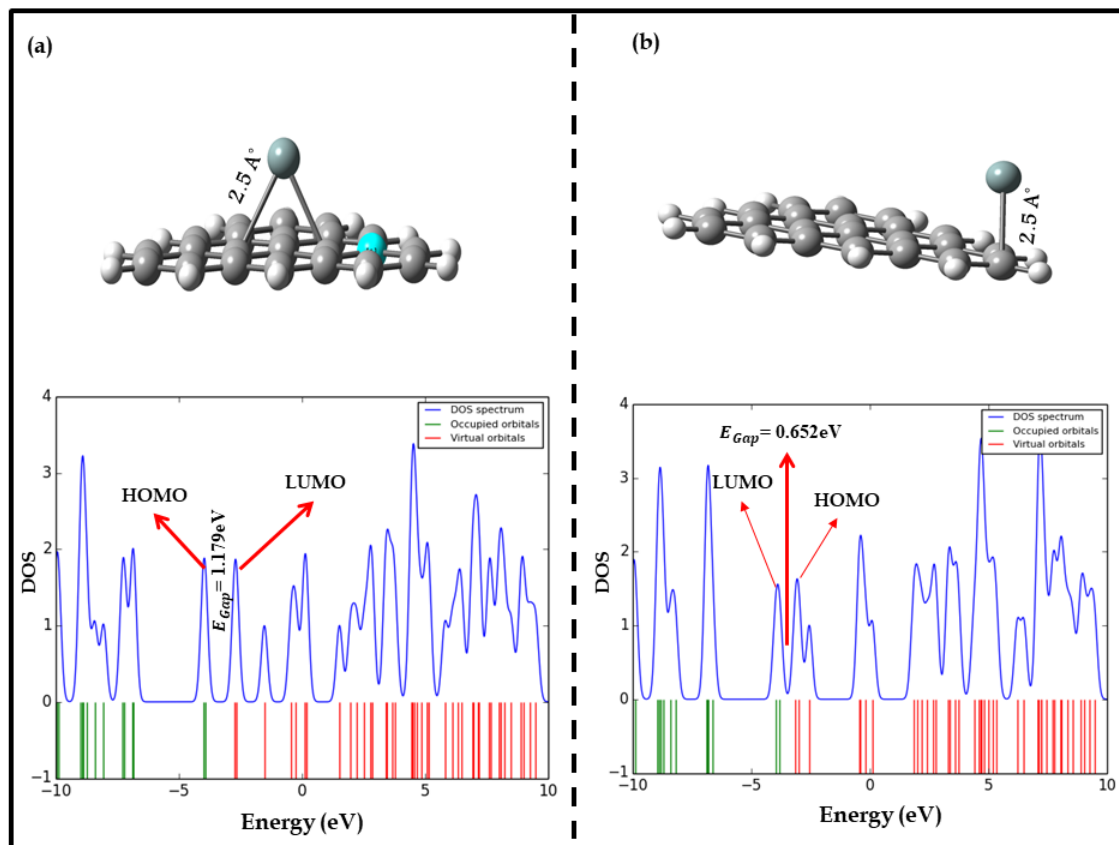 (a)
2.5 A°
4
3
2
1
0
−1
−10
−5
0
5
10
DOS
Energy (eV)
DOS spectrum
Occupied orbitals
Virtual orbitals
HOMO
LUMO
E_Gap= 1.179eV
(b)
2.5 A°
4
3
2
1
0
−1
−10
−5
0
5
10
DOS
Energy (eV)
DOS spectrum
Occupied orbitals
Virtual orbitals
E_Gap= 0.652eV
LUMO
HOMO